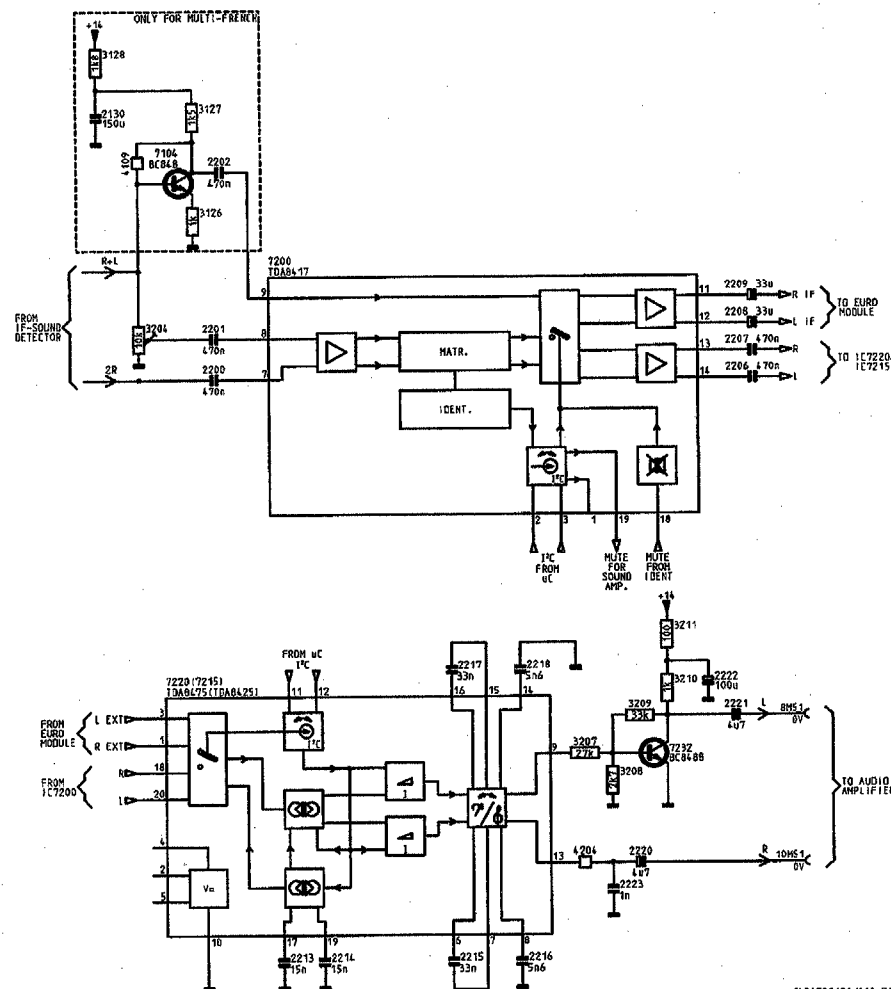 ONLY FOR MULTI-FRENCH
+14
3128
1k8
2130
150u
3127
1k5
4109
7104
BC848
2202
470n
3126
1k
R+L
FROM
IF-SOUND
DETECTOR
3204
10k
2201
470n
2R
2200
470n
7200
TDA8417
9
8
7
MATR.
IDENT.
I²C
11
12
13
14
2209 33u
R IF
2208 33u
L IF
2207 470n
R
2206 470n
L
TO EURO
MODULE
TO IC7220
IC7215
2
3
1
19
18
I²C
FROM
uC
MUTE
FOR
SOUND
AMP.
MUTE
FROM
IDENT
7220(7215)
TDA8475(TDA8425)
FROM uC
I²C
11
12
I²C
FROM
EURO
MODULE
L EXT
3
R EXT
1
FROM
IC7200
R
18
L
20
4
2
5
V=
10
17
19
2213
15n
2214
15n
2217
33n
16
15
14
2218
5n6
6
7
8
2215
33n
2216
5n6
9
13
3207
27k
3208
2k7
3209
33k
7232
BC848B
+14
3211
100
3210
1k
2222
100u
2221
4u7
L
8MS1
0V
4204
2220
4u7
2223
1n
R
10MS1
0V
TO AUDIO
AMPLIFIER